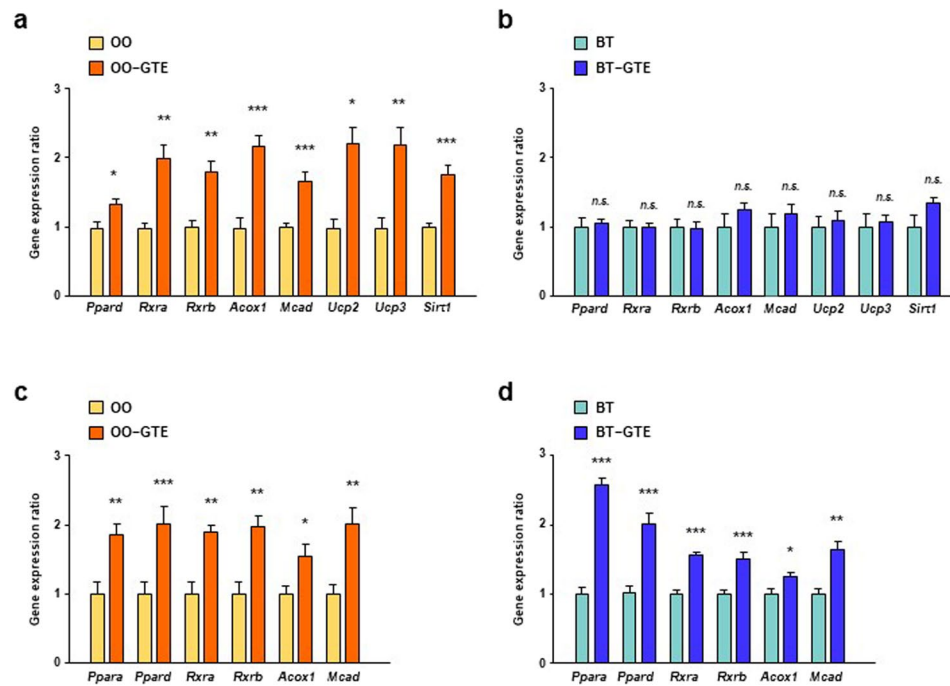 a
OO
OO-GTE
Gene expression ratio
3
2
1
0
* ** ** *** *** * ** ***
Ppard Rxra Rxrb Acox1 Mcad Ucp2 Ucp3 Sirt1
b
BT
BT-GTE
Gene expression ratio
3
2
1
0
n.s. n.s. n.s. n.s. n.s. n.s. n.s. n.s.
Ppard Rxra Rxrb Acox1 Mcad Ucp2 Ucp3 Sirt1
c
OO
OO-GTE
Gene expression ratio
3
2
1
0
** *** ** ** * **
Ppara Ppard Rxra Rxrb Acox1 Mcad
d
BT
BT-GTE
Gene expression ratio
3
2
1
0
*** *** *** *** * **
Ppara Ppard Rxra Rxrb Acox1 Mcad